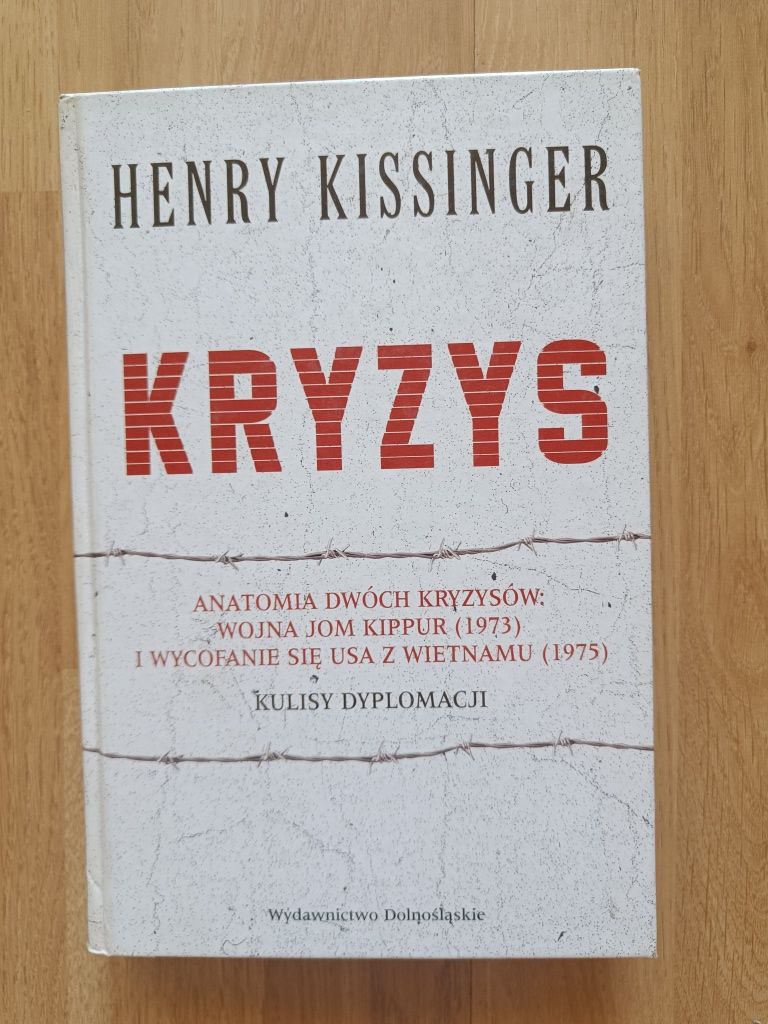 HENRY KISSINGER
KRYZYS
ANATOMIA DWÓCH KRYZYSÓW:
WOJNA JOM KIPPUR (1973)
I WYCOFANIE SIĘ USA Z WIETNAMU (1975)
KULISY DYPLOMACJI
Wydawnictwo Dolnośląskie